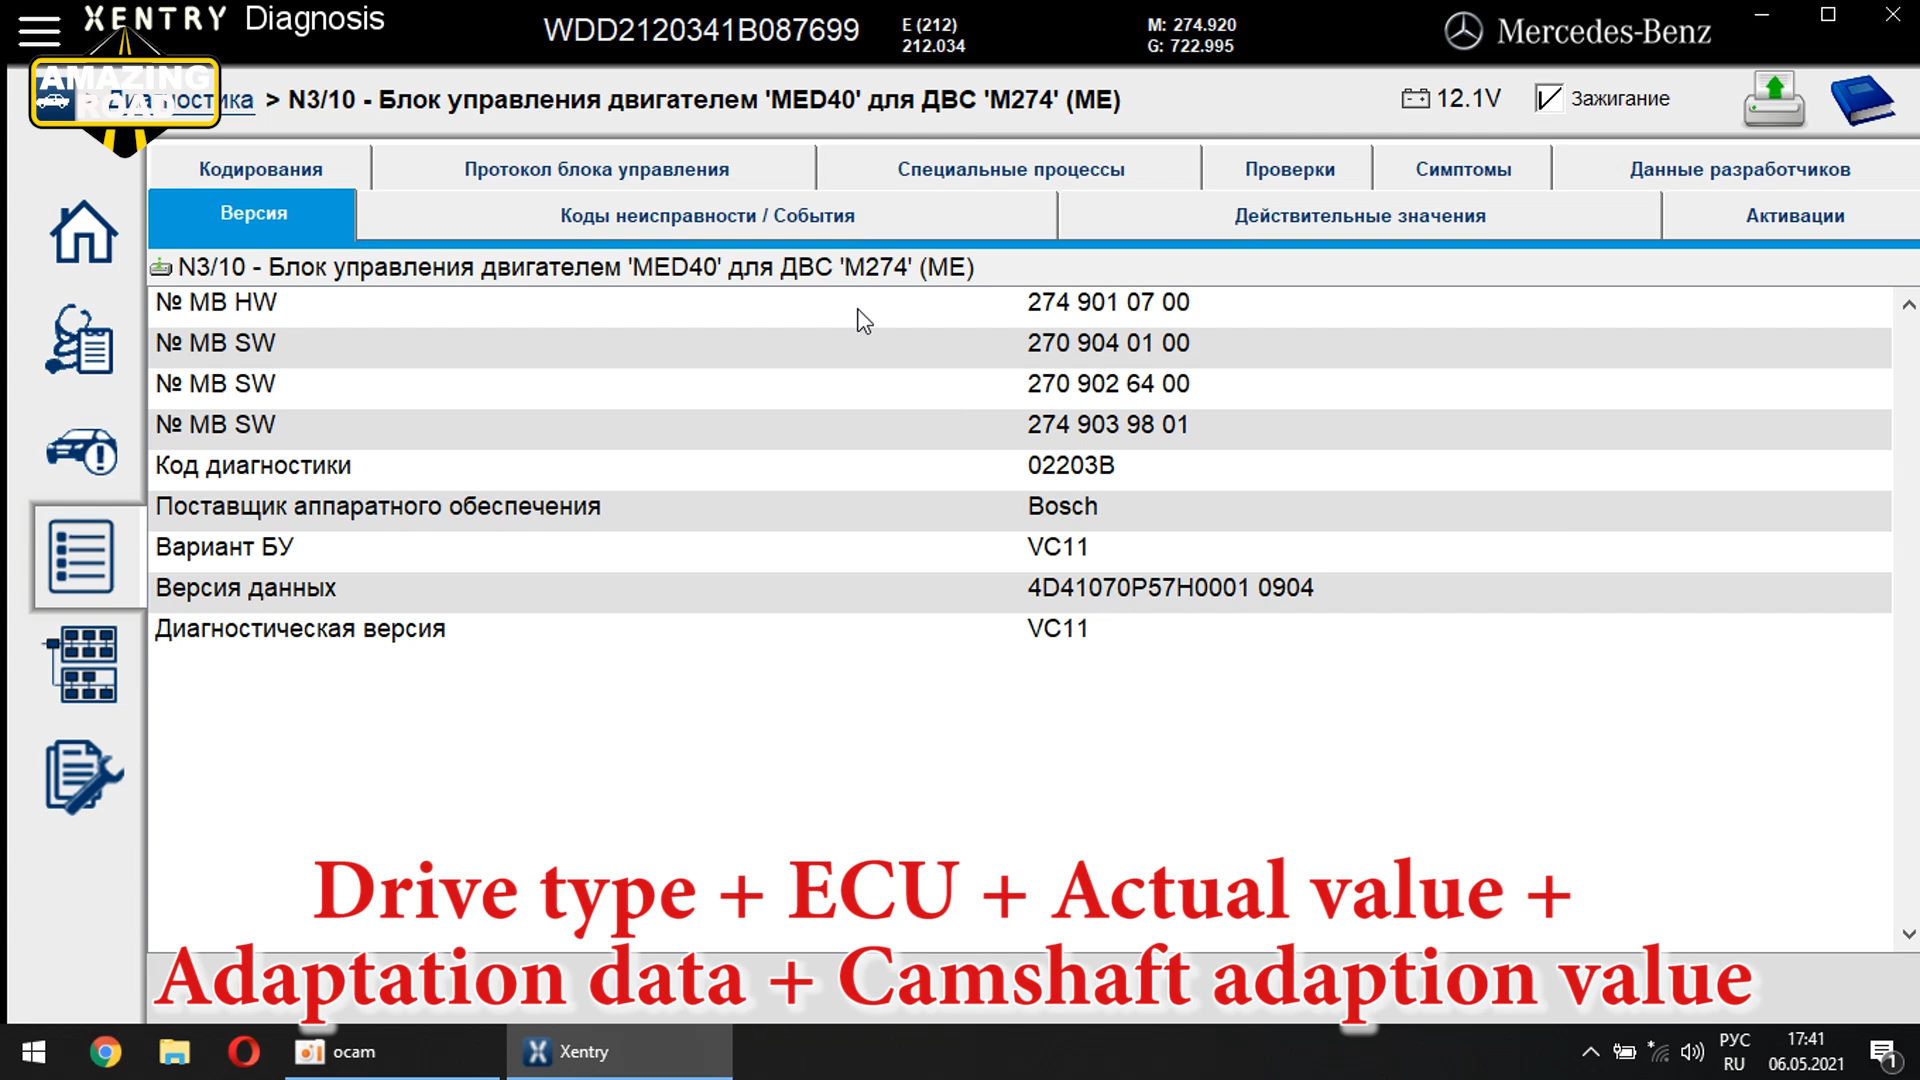 XENTRY Diagnosis
WDD2120341B087699
E (212)
212.034
M: 274.920
G: 722.995
Mercedes-Benz
AMAZING
ROAD
Диагностика > N3/10 - Блок управления двигателем 'MED40' для ДВС 'M274' (ME)
12.1V
Зажигание
Кодирования
Протокол блока управления
Специальные процессы
Проверки
Симптомы
Данные разработчиков
Версия
Коды неисправности / События
Действительные значения
Активации
N3/10 - Блок управления двигателем 'MED40' для ДВС 'M274' (ME)
№ MB HW 274 901 07 00
№ MB SW 270 904 01 00
№ MB SW 270 902 64 00
№ MB SW 274 903 98 01
Код диагностики 02203B
Поставщик аппаратного обеспечения Bosch
Вариант БУ VC11
Версия данных 4D41070P57H0001 0904
Диагностическая версия VC11
Drive type + ECU + Actual value +
Adaptation data + Camshaft adaption value
ocam
Xentry
РУС
RU
17:41
06.05.2021
1